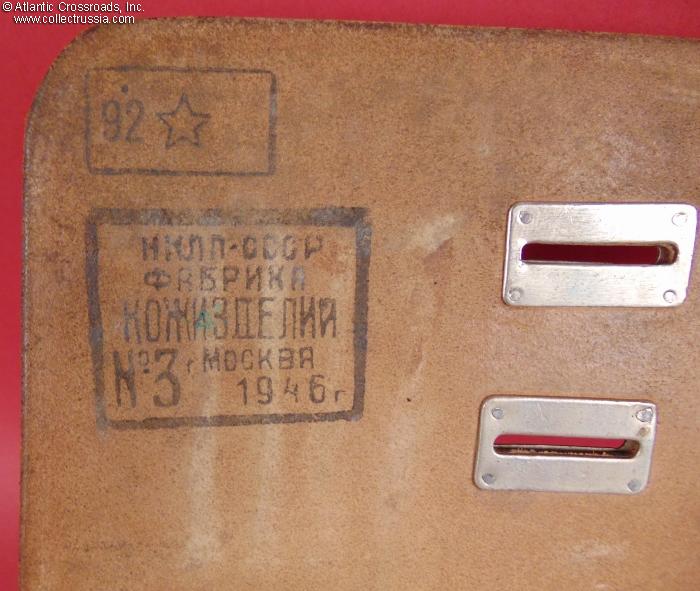 © Atlantic Crossroads, Inc.
www.collectrussia.com
92
НКЛП-СССР
ФАБРИКА
КОЖИЗДЕЛИЙ
№3 г МОСКВА
1946 г